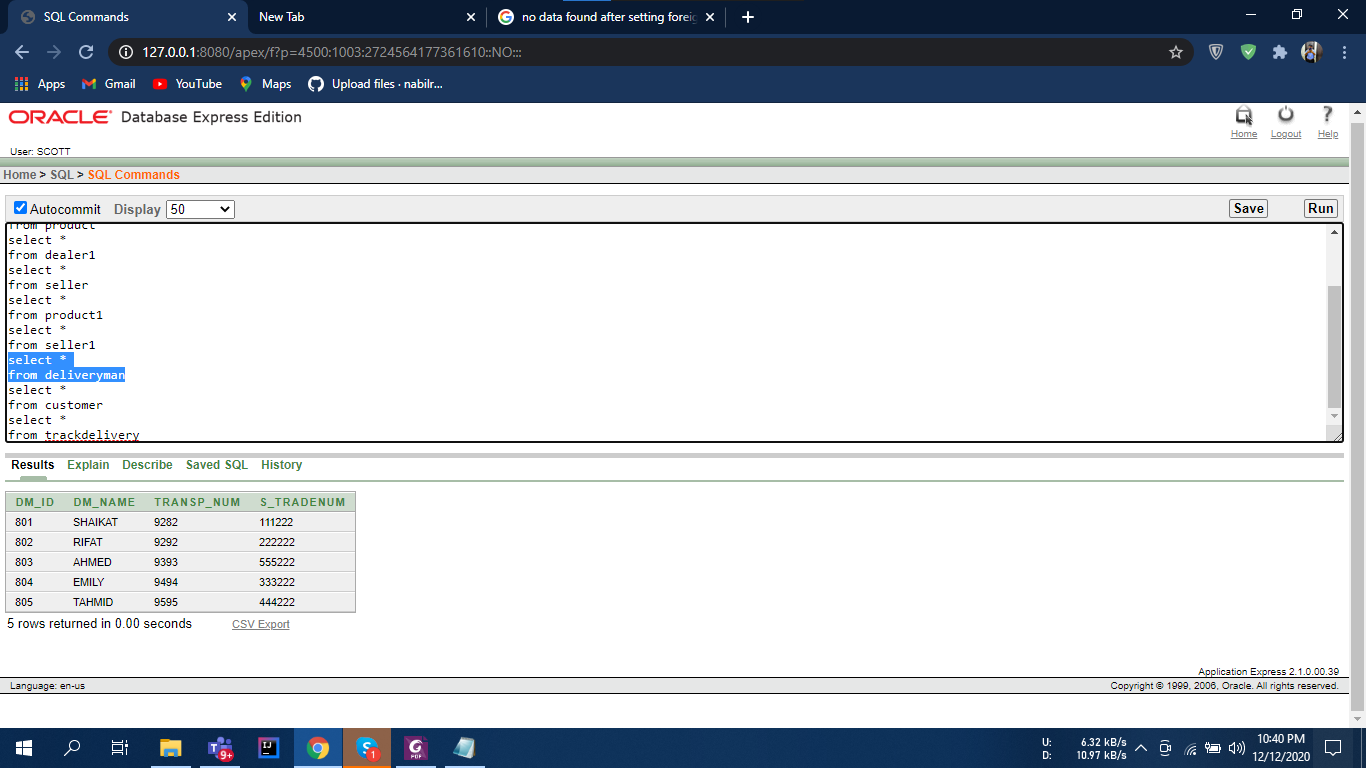 SQL Commands
New Tab
no data found after setting foreig
127.0.0.1:8080/apex/f?p=4500:1003:2724564177361610::NO:::
Apps
Gmail
YouTube
Maps
Upload files · nabilr...
ORACLE Database Express Edition
Home
Logout
Help
User: SCOTT
Home > SQL > SQL Commands
Autocommit
Display
50
Save
Run
from product
select *
from dealer1
select *
from seller
select *
from product1
select *
from seller1
select *
from deliveryman
select *
from customer
select *
from trackdelivery
Results
Explain
Describe
Saved SQL
History
DM_ID DM_NAME TRANSP_NUM S_TRADENUM
801 SHAIKAT 9282 111222
802 RIFAT 9292 222222
803 AHMED 9393 555222
804 EMILY 9494 333222
805 TAHMID 9595 444222
5 rows returned in 0.00 seconds
CSV Export
Application Express 2.1.0.00.39
Language: en-us
Copyright © 1999, 2006, Oracle. All rights reserved.
9+
IJ
1
PDF
U: 6.32 kB/s
D: 10.97 kB/s
10:40 PM
12/12/2020